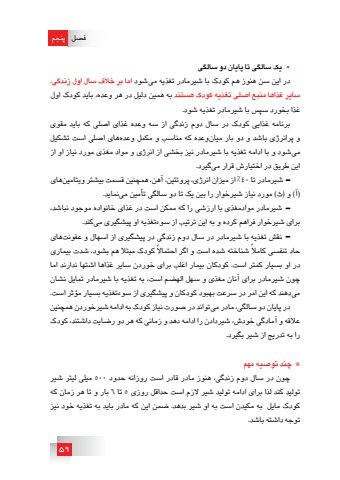 فصل پنجم
• یک سالگی تا پایان دو سالگی
در این سن هنوز هم کودک با شیرمادر تغذیه می‌شود اما بر خلاف سال اول زندگی،
سایر غذاها منبع اصلی تغذیه کودک هستند به همین دلیل در هر وعده، باید کودک اول
غذا بخورد سپس با شیرمادر تغذیه شود.
برنامه غذایی کودک در سال دوم زندگی از سه وعده غذای اصلی که باید مقوی
و پرانرژی باشد و دو بار میان‌وعده که مناسب و مکمل وعده‌های اصلی است تشکیل
می‌شود و با ادامه تغذیه با شیرمادر نیز بخشی از انرژی و مواد مغذی مورد نیاز او از
این طریق در اختیارش قرار می‌گیرد.
– شیرمادر تا ۴۰٪ از میزان انرژی، پروتئین، آهن، همچنین قسمت بیشتر ویتامین‌های
(آ) و (ث) مورد نیاز شیرخوار را بین یک تا دو سالگی تأمین می‌نماید.
– شیرمادر موادمغذی با ارزشی را که ممکن است در غذای خانواده موجود نباشد،
برای شیرخوار فراهم کرده و به این ترتیب از سوءتغذیه او پیشگیری می‌کند.
– نقش تغذیه با شیرمادر در سال دوم زندگی در پیشگیری از اسهال و عفونت‌های
حاد تنفسی کاملاً شناخته شده است و اگر احتمالاً کودک مبتلا هم بشود، شدت بیماری
در او بسیار کمتر است. کودکان بیمار اغلب برای خوردن سایر غذاها اشتها ندارند اما
چون شیرمادر برای آنان مغذی و سهل الهضم است، به تغذیه با شیرمادر تمایل نشان
می‌دهند که این امر در سرعت بهبود کودکان و پیشگیری از سوءتغذیه بسیار مؤثر است.
در پایان دو سالگی، مادر می‌تواند در صورت نیاز کودک به ادامه شیرخوردن همچنین
علاقه و آمادگی خودش، شیردادن را ادامه دهد و زمانی که هر دو رضایت داشتند، کودک
را به تدریج از شیر بگیرد.
* چند توصیه مهم
چون در سال دوم زندگی، هنوز مادر قادر است روزانه حدود ۵۰۰ میلی لیتر شیر
تولید کند لذا برای ادامه تولید شیر لازم است حداقل روزی ۵ تا ۶ بار و تا هر زمان که
کودک مایل به مکیدن است به او شیر بدهد. ضمن این که مادر باید به تغذیه خود نیز
توجه داشته باشد.
۵۹